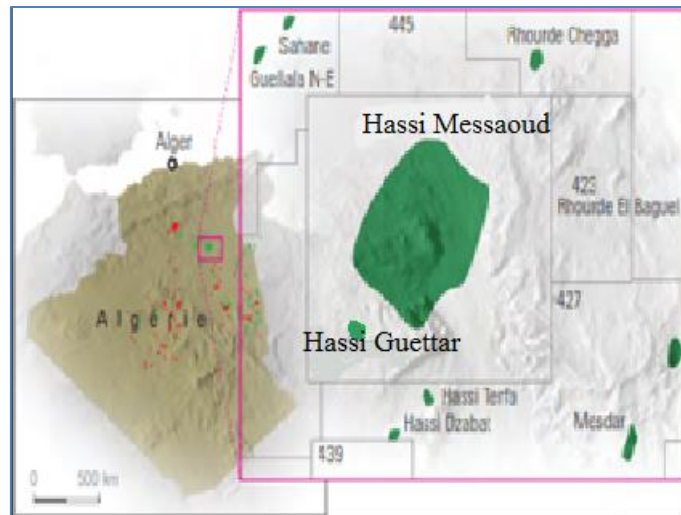 Alger
Algérie
0 500 km
445
Sahane
Guellala N-E
Rhourde Chegga
Hassi Messaoud
423
Rhourde El Baguel
427
Hassi Guettar
Hassi Terfa
Hassi Dzabat
Mesdar
439